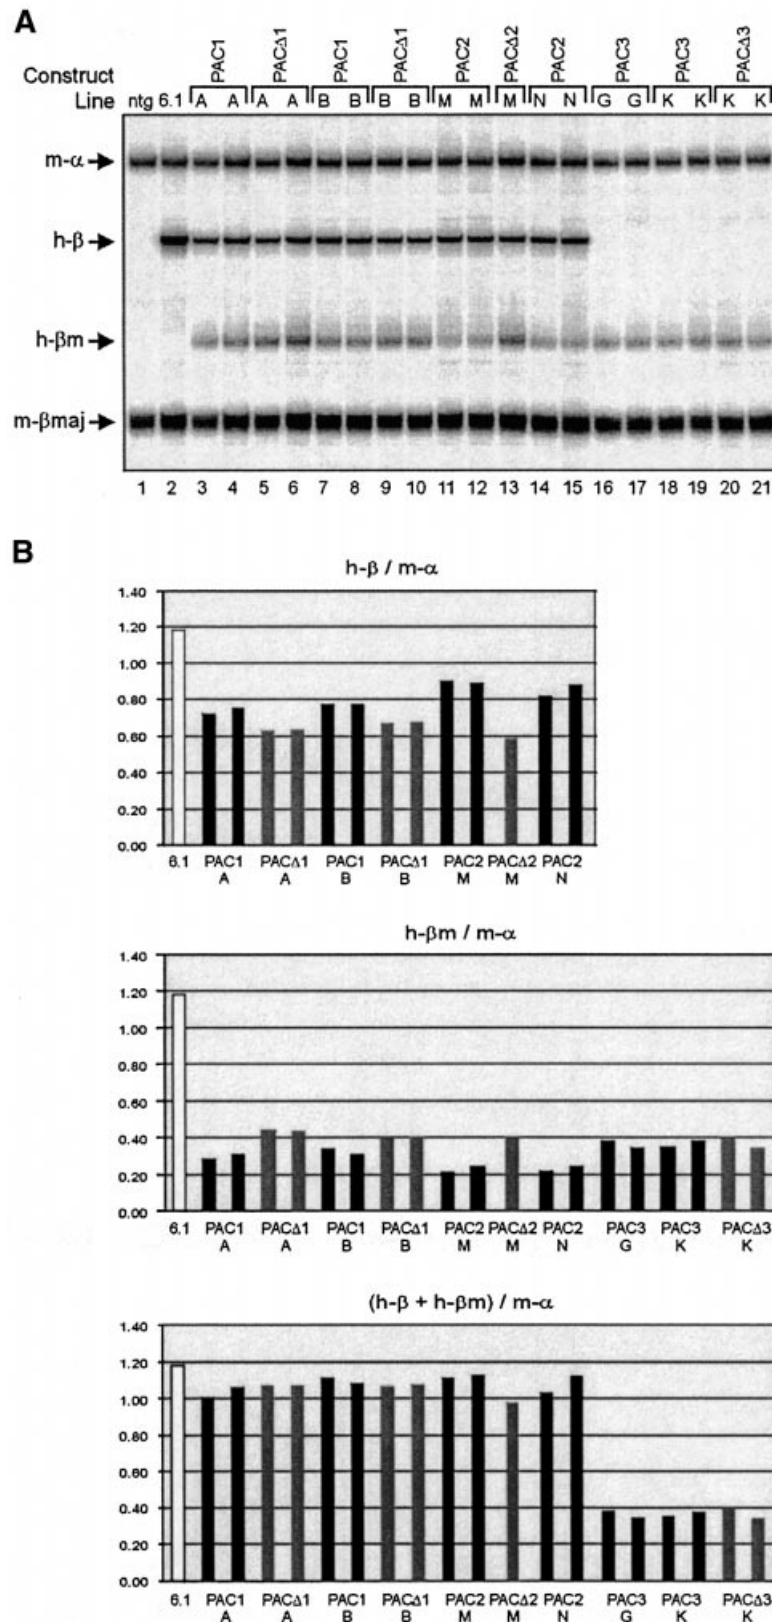 A
PAC1 PACΔ1 PAC1 PACΔ1 PAC2 PACΔ2 PAC2 PAC3 PAC3 PACΔ3
Construct
Line ntg 6.1 A A A A B B B B M M M N N G G K K K K
m-α
h-β
h-βm
m-βmaj
1 2 3 4 5 6 7 8 9 10 11 12 13 14 15 16 17 18 19 20 21
B
h-β / m-α
1.40
1.20
1.00
0.80
0.60
0.40
0.20
0.00
6.1 PAC1 PACΔ1 PAC1 PACΔ1 PAC2 PACΔ2 PAC2
A A B B M M N
h-βm / m-α
1.40
1.20
1.00
0.80
0.60
0.40
0.20
0.00
6.1 PAC1 PACΔ1 PAC1 PACΔ1 PAC2 PACΔ2 PAC2 PAC3 PAC3 PACΔ3
A A B B M M N G K K
(h-β + h-βm) / m-α
1.40
1.20
1.00
0.80
0.60
0.40
0.20
0.00
6.1 PAC1 PACΔ1 PAC1 PACΔ1 PAC2 PACΔ2 PAC2 PAC3 PAC3 PACΔ3
A A B B M M N G K K